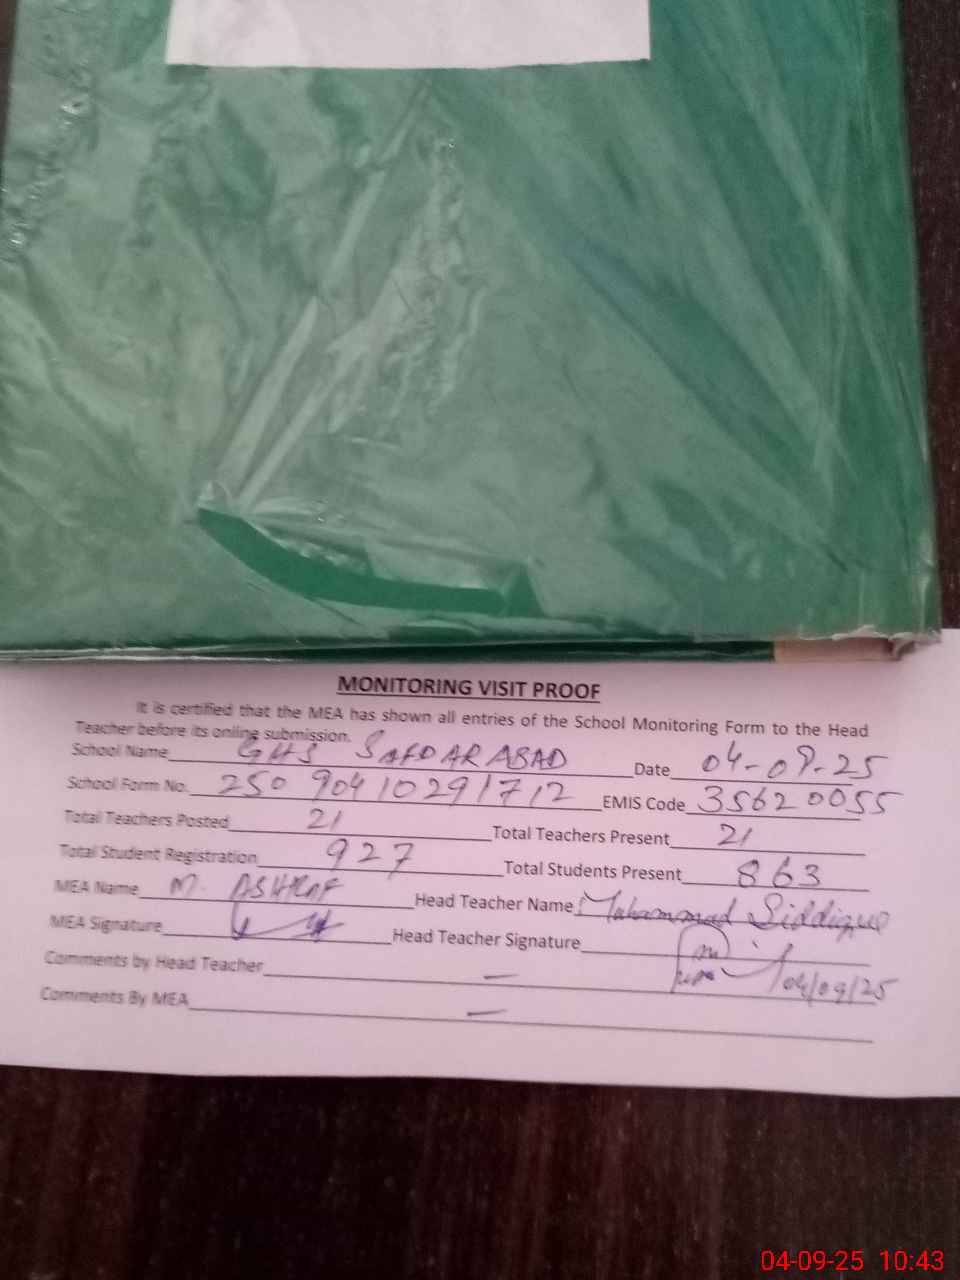 MONITORING VISIT PROOF
It is certified that the MEA has shown all entries of the School Monitoring Form to the Head
Teacher before its online submission.
School Name GHS SAFDARABAD Date 04-09-25
School Form No. 250 904 10291712 EMIS Code 35620055
Total Teachers Posted 21 Total Teachers Present 21
Total Student Registration 927 Total Students Present 863
MEA Name M. ASHRAF Head Teacher Name Muhammad Siddique
MEA Signature Head Teacher Signature
04/09/25
Comments by Head Teacher —
Comments By MEA —
04-09-25 10:43